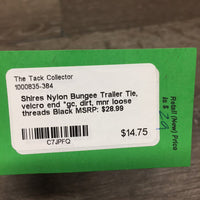 The Tack Collector
1000835-384
Shires Nylon Bungee Trailer Tie,
velcro end *gc, dirt, mnr loose
threads Black MSRP: $28.99
$14.75
C7JPFQ
Retail (New) Price
is $29